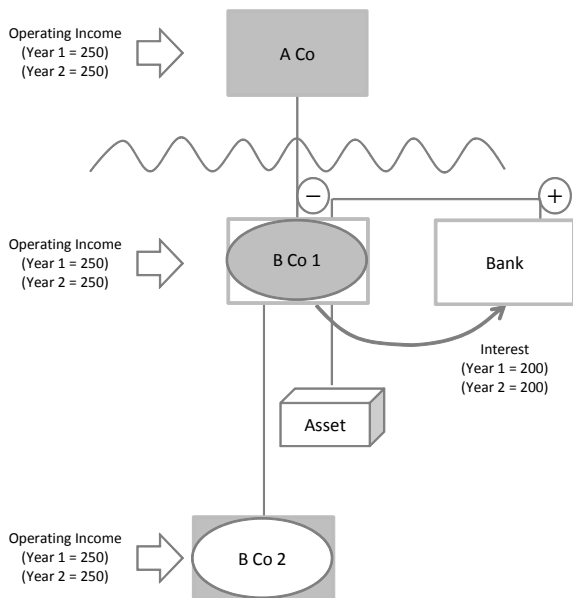 Operating Income
(Year 1 = 250)
(Year 2 = 250)
A Co
−
+
Operating Income
(Year 1 = 250)
(Year 2 = 250)
B Co 1
Bank
Interest
(Year 1 = 200)
(Year 2 = 200)
Asset
Operating Income
(Year 1 = 250)
(Year 2 = 250)
B Co 2